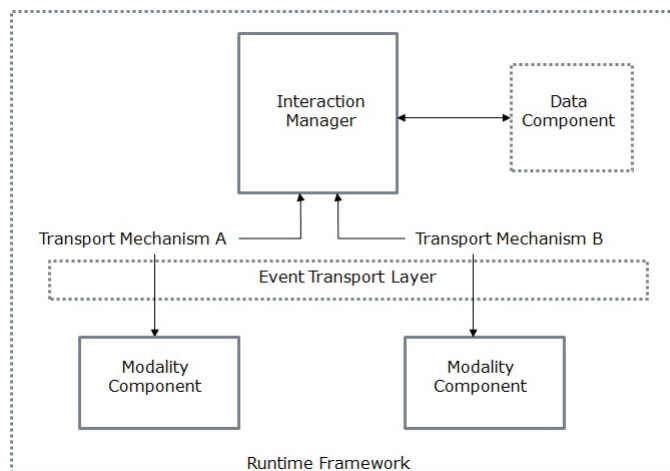 Interaction
Manager
Data
Component
Transport Mechanism A
Transport Mechanism B
Event Transport Layer
Modality
Component
Modality
Component
Runtime Framework